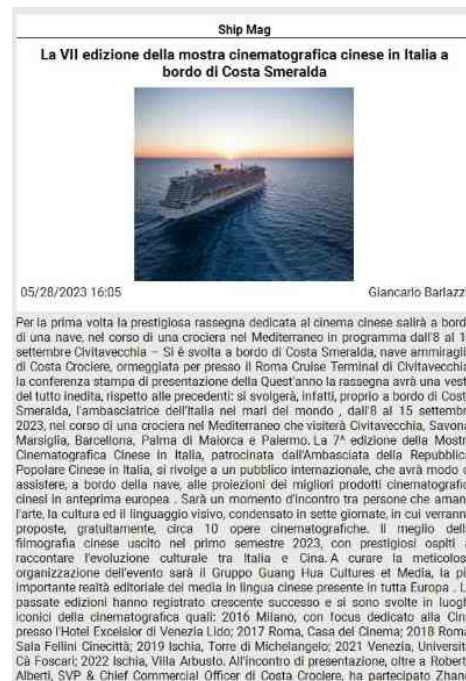 Ship Mag
La VII edizione della mostra cinematografica cinese in Italia a
bordo di Costa Smeralda
05/28/2023 16:05 Giancarlo Barlazzi
Per la prima volta la prestigiosa rassegna dedicata al cinema cinese salirà a bord
di una nave, nel corso di una crociera nel Mediterraneo in programma dall'8 al 1
settembre Civitavecchia – Si è svolta a bordo di Costa Smeralda, nave ammiragli
di Costa Crociere, ormeggiata per presso il Roma Cruise Terminal di Civitavecchi
la conferenza stampa di presentazione della Quest'anno la rassegna avrà una vest
del tutto inedita, rispetto alle precedenti: si svolgerà, infatti, proprio a bordo di Cost
Smeralda, l'ambasciatrice dell'Italia nei mari del mondo , dall'8 al 15 settembr
2023, nel corso di una crociera nel Mediterraneo che visiterà Civitavecchia, Savona
Marsiglia, Barcellona, Palma di Maiorca e Palermo. La 7^ edizione della Mostr
Cinematografica Cinese in Italia, patrocinata dall'Ambasciata della Repubblic
Popolare Cinese in Italia, si rivolge a un pubblico internazionale, che avrà modo d
assistere, a bordo della nave, alle proiezioni dei migliori prodotti cinematografic
cinesi in anteprima europea . Sarà un momento d'incontro tra persone che aman
l'arte, la cultura ed il linguaggio visivo, condensato in sette giornate, in cui verrann
proposte, gratuitamente, circa 10 opere cinematografiche. Il meglio dell
filmografia cinese uscito nel primo semestre 2023, con prestigiosi ospiti a
raccontare l'evoluzione culturale tra Italia e Cina. A curare la meticolos
organizzazione dell'evento sarà il Gruppo Guang Hua Cultures et Media, la pi
importante realtà editoriale dei media in lingua cinese presente in tutta Europa . L
passate edizioni hanno registrato crescente successo e si sono svolte in luogh
iconici della cinematografica quali: 2016 Milano, con focus dedicato alla Cin
presso l'Hotel Excelsior di Venezia Lido; 2017 Roma, Casa del Cinema; 2018 Roma
Sala Fellini Cinecittà; 2019 Ischia, Torre di Michelangelo; 2021 Venezia, Universit
Cà Foscari; 2022 Ischia, Villa Arbusto. All'incontro di presentazione, oltre a Robert
Alberti, SVP & Chief Commercial Officer di Costa Crociere, ha partecipato Zhan